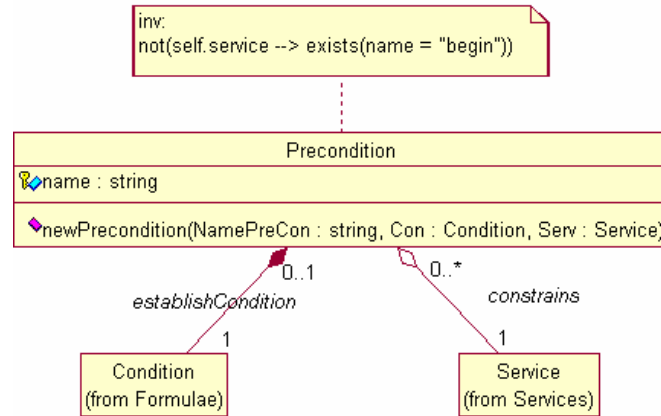 inv:
not(self.service --> exists(name = "begin"))
Precondition
name : string
newPrecondition(NamePreCon : string, Con : Condition, Serv : Service)
0..1
0..*
establishCondition
constrains
1
1
Condition
(from Formulae)
Service
(from Services)